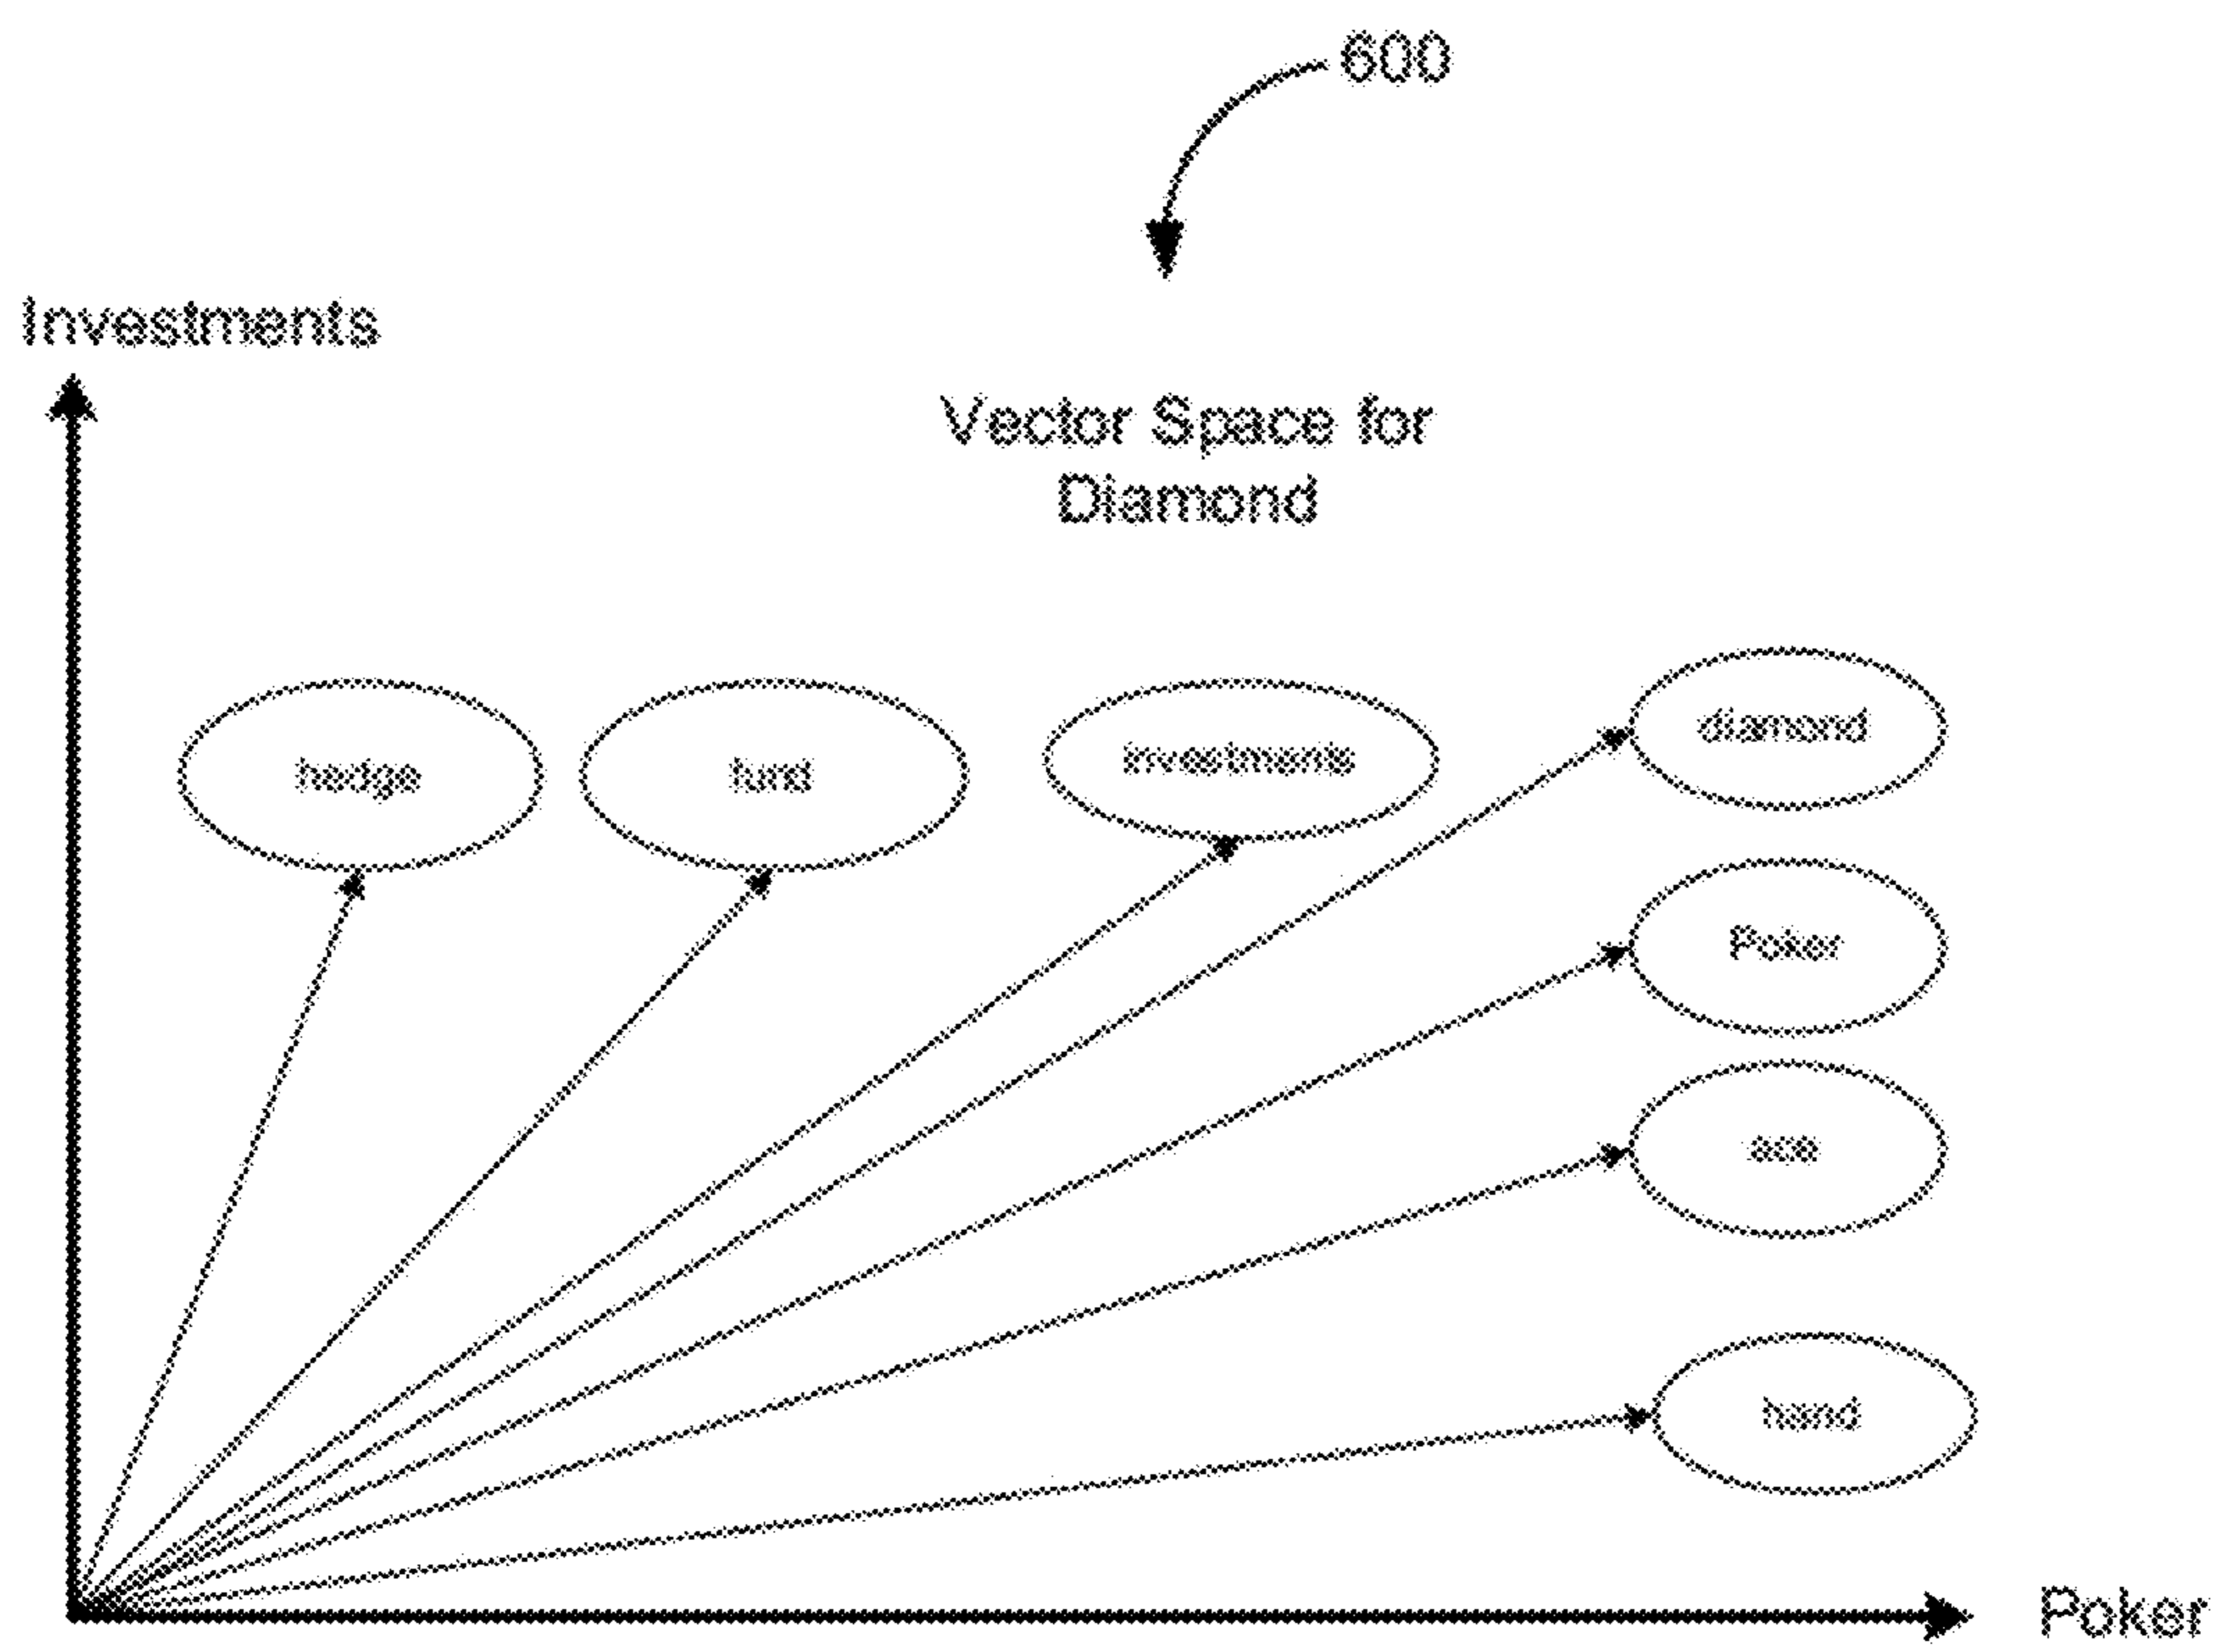 600
Investments
Vector Space for
Diamond
hedge
fund
investments
diamond
Poker
ace
hand
Poker